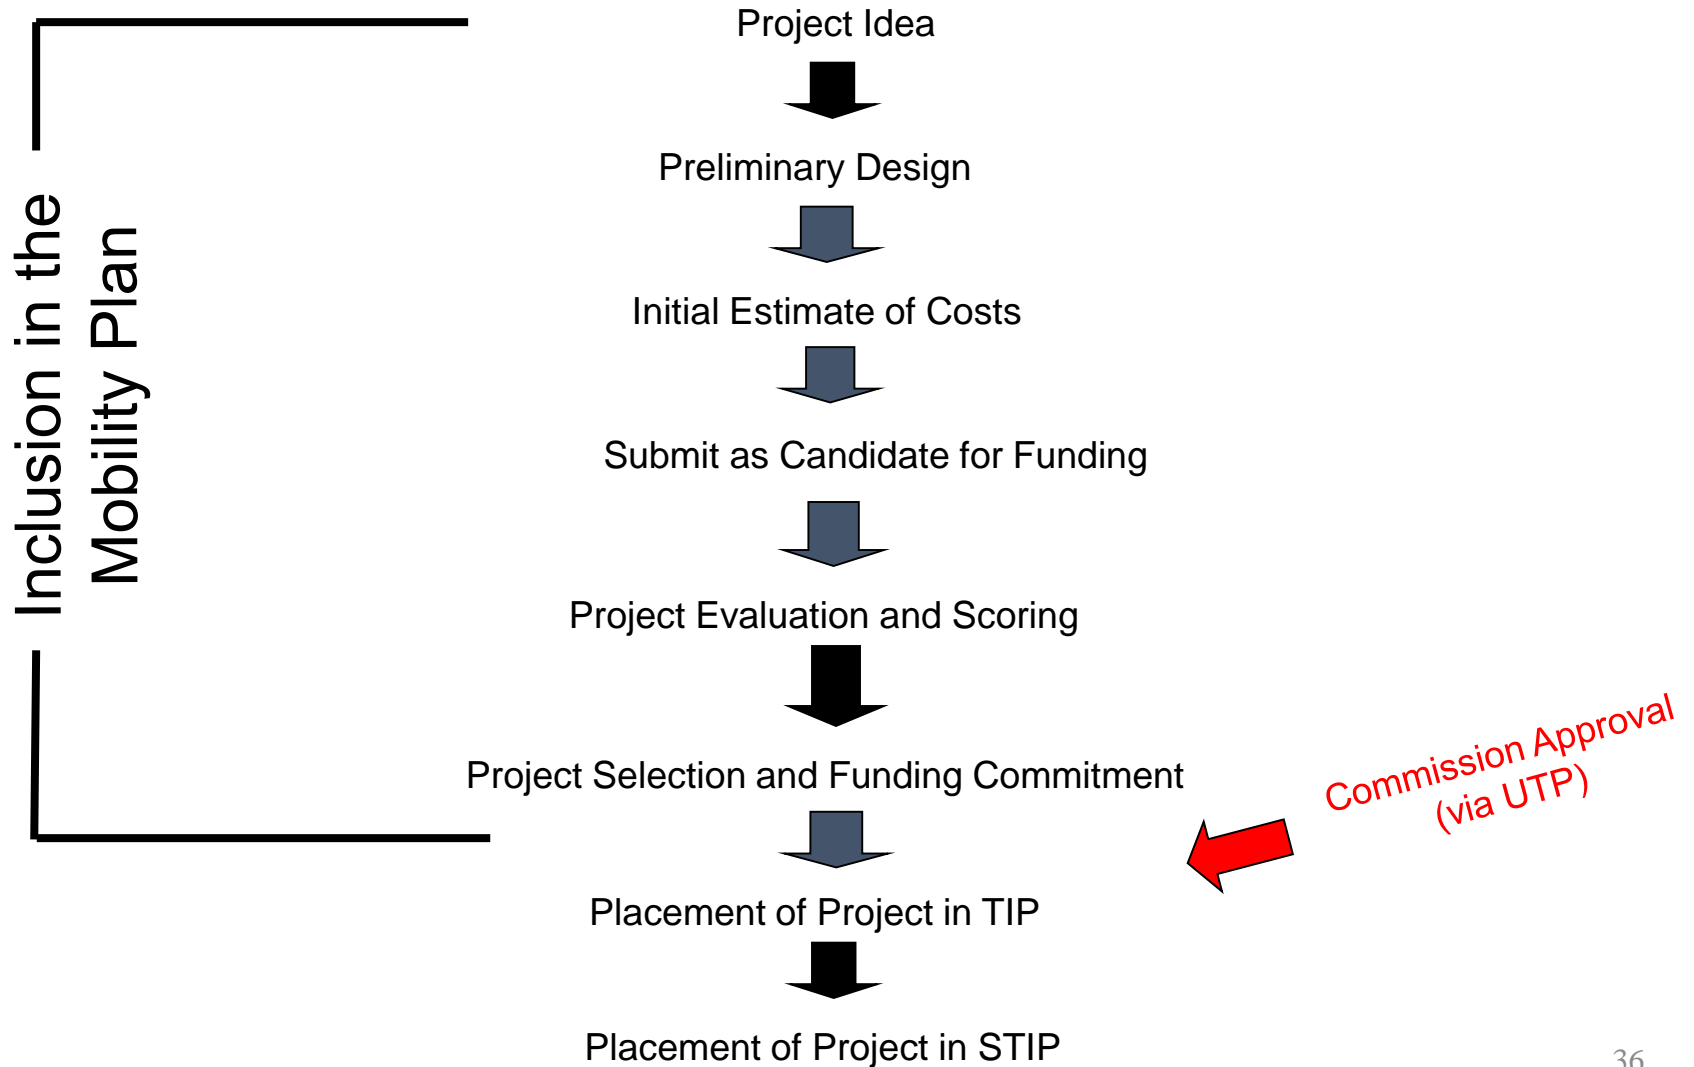 Project Idea
Preliminary Design
Initial Estimate of Costs
Submit as Candidate for Funding
Project Evaluation and Scoring
Project Selection and Funding Commitment
Placement of Project in TIP
Placement of Project in STIP
Inclusion in the
Mobility Plan
Commission Approval
(via UTP)
36